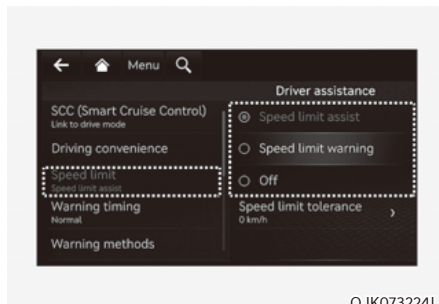 Menu
Driver assistance
SCC (Smart Cruise Control)
Link to drive mode
Driving convenience
Speed limit
Speed limit assist
Warning timing
Normal
Warning methods
Speed limit assist
Speed limit warning
Off
Speed limit tolerance
0 km/h
OJK073224L